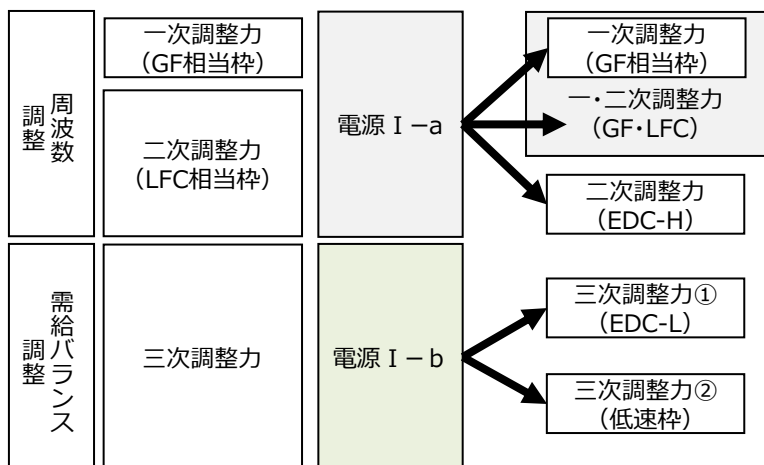 周波数
調整
一次調整力
（GF相当枠）
二次調整力
（LFC相当枠）
電源Ⅰ－a
一次調整力
（GF相当枠）
一・二次調整力
（GF・LFC）
二次調整力
（EDC-H）
需給バランス
調整
三次調整力
電源Ⅰ－b
三次調整力①
（EDC-L）
三次調整力②
（低速枠）